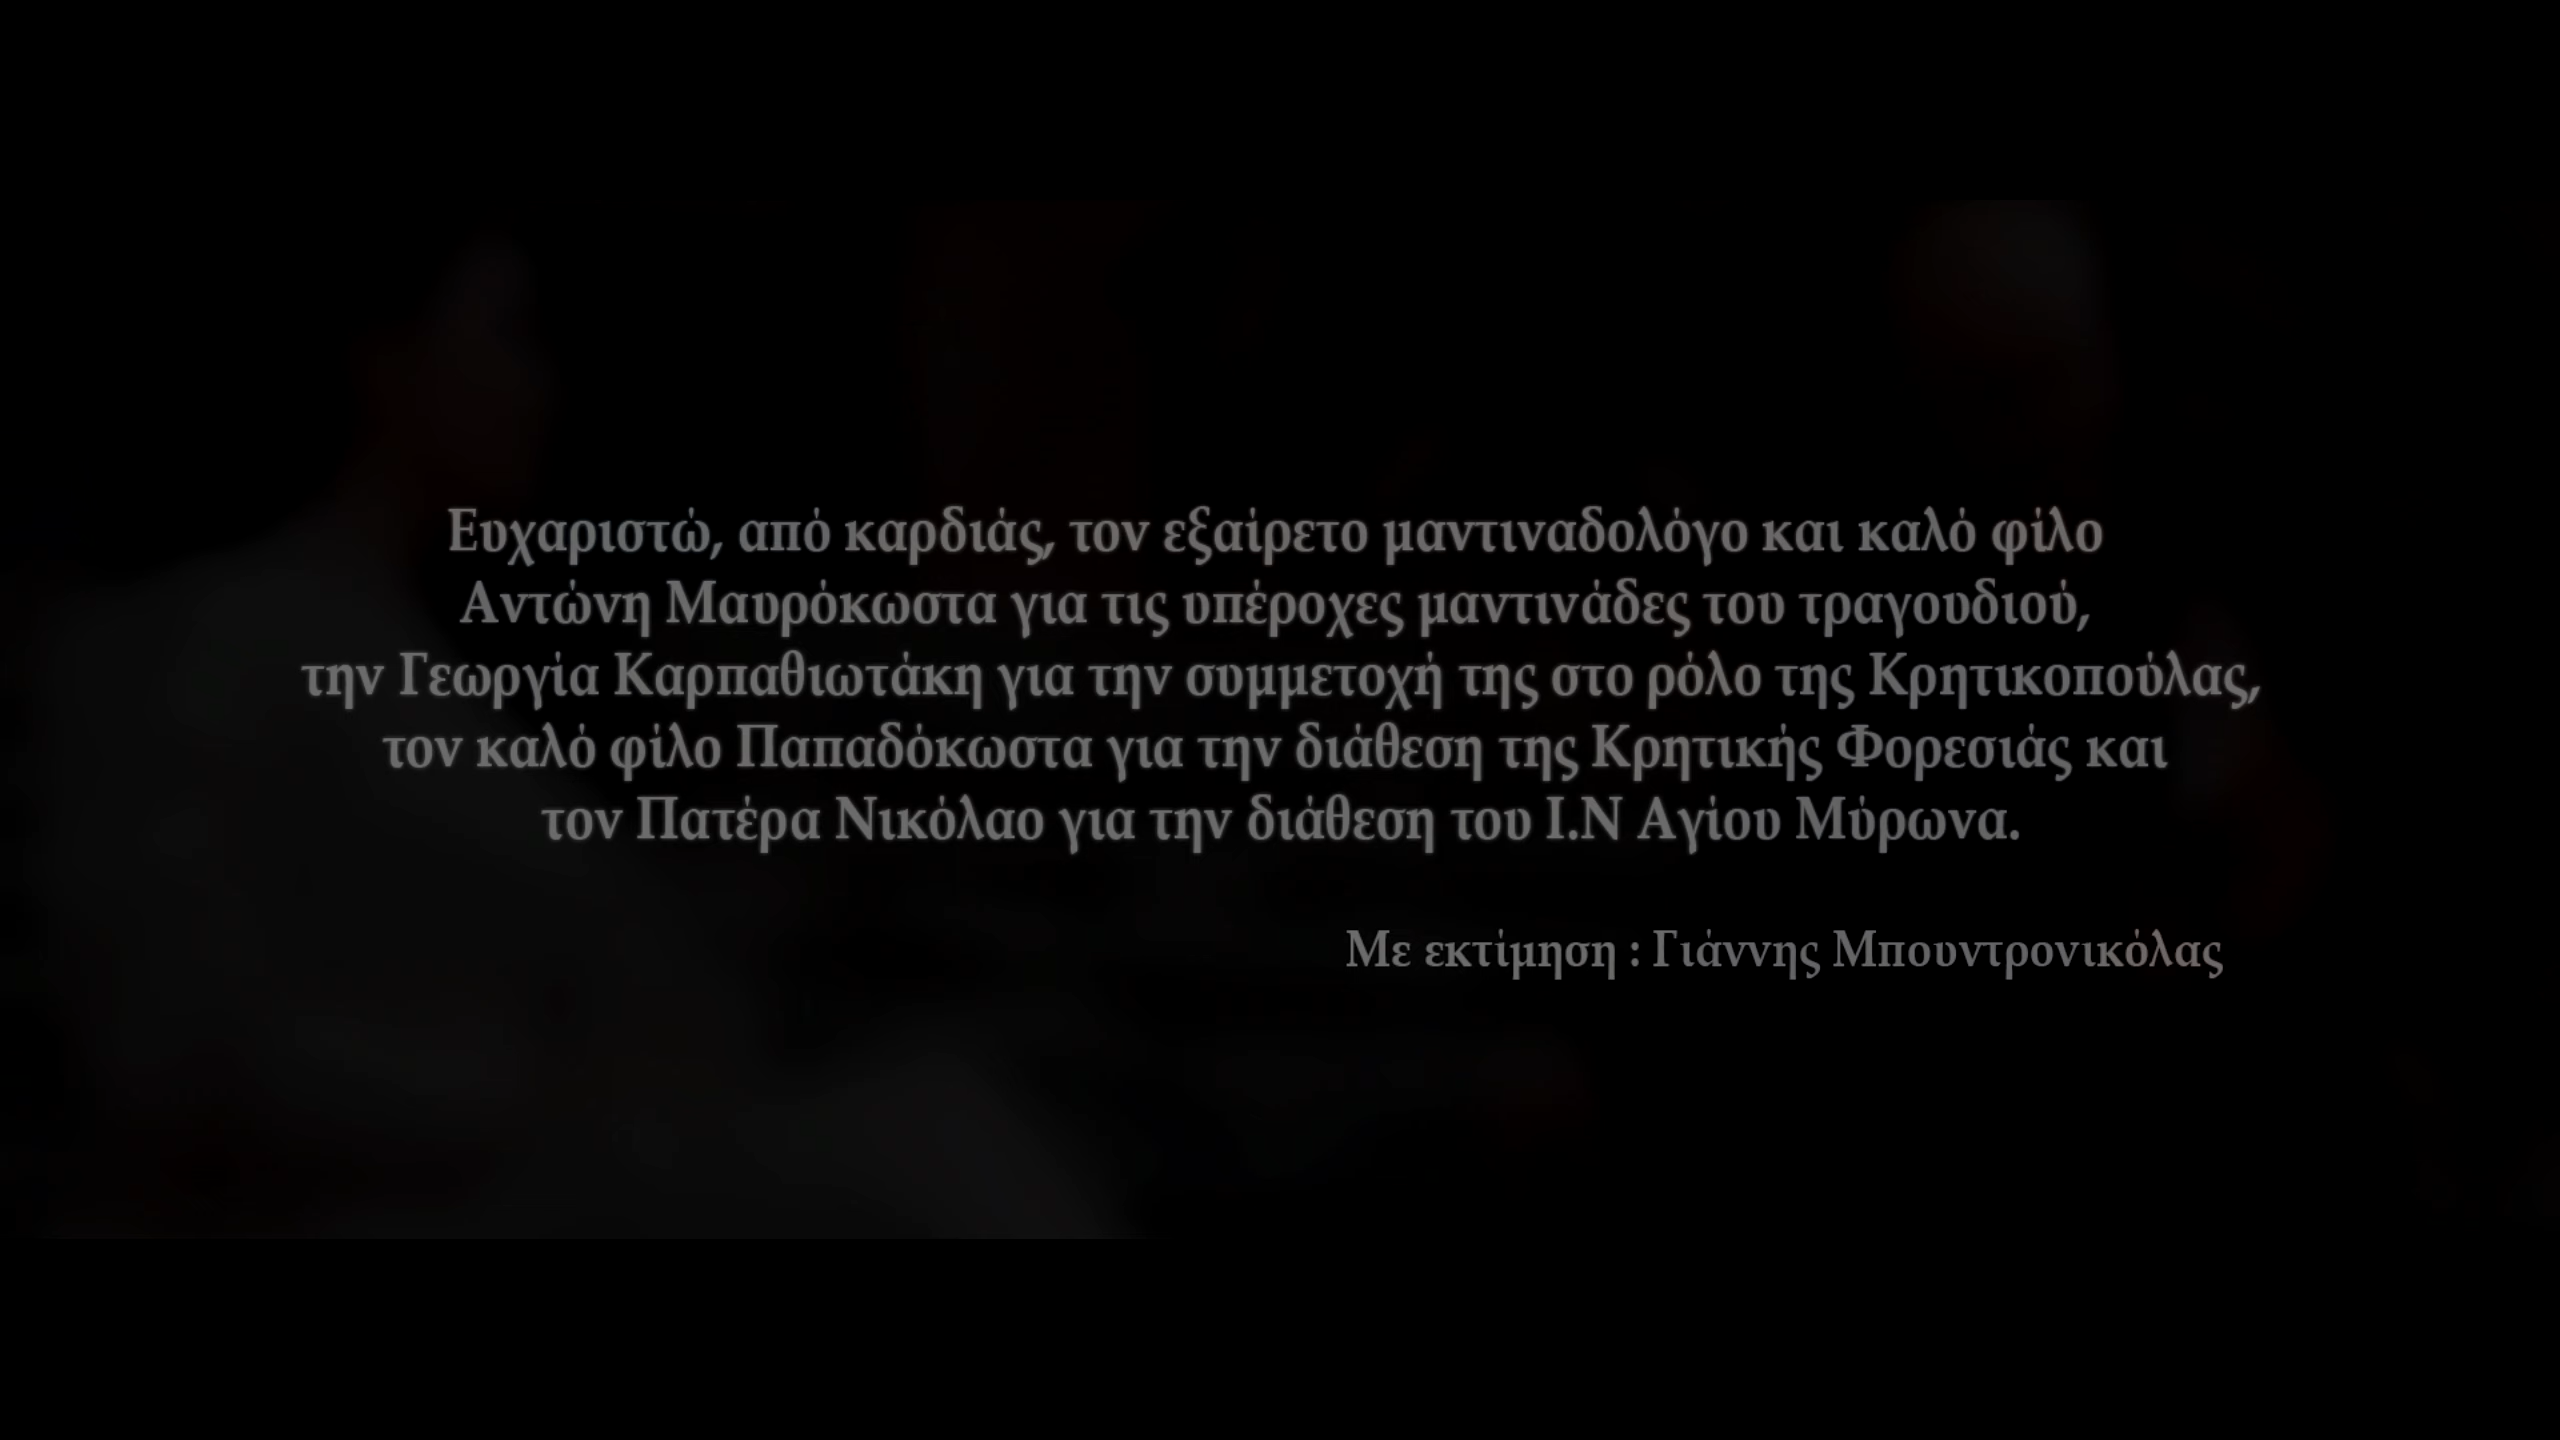 Ευχαριστώ, από καρδιάς, τον εξαίρετο μαντιναδολόγο και καλό φίλο
Αντώνη Μαυρόκωστα για τις υπέροχες μαντινάδες του τραγουδιού,
την Γεωργία Καρπαθιωτάκη για την συμμετοχή της στο ρόλο της Κρητικοπούλας,
τον καλό φίλο Παπαδόκωστα για την διάθεση της Κρητικής Φορεσιάς και
τον Πατέρα Νικόλαο για την διάθεση του Ι.Ν Αγίου Μύρωνα.
Με εκτίμηση : Γιάννης Μπουντρονικόλας